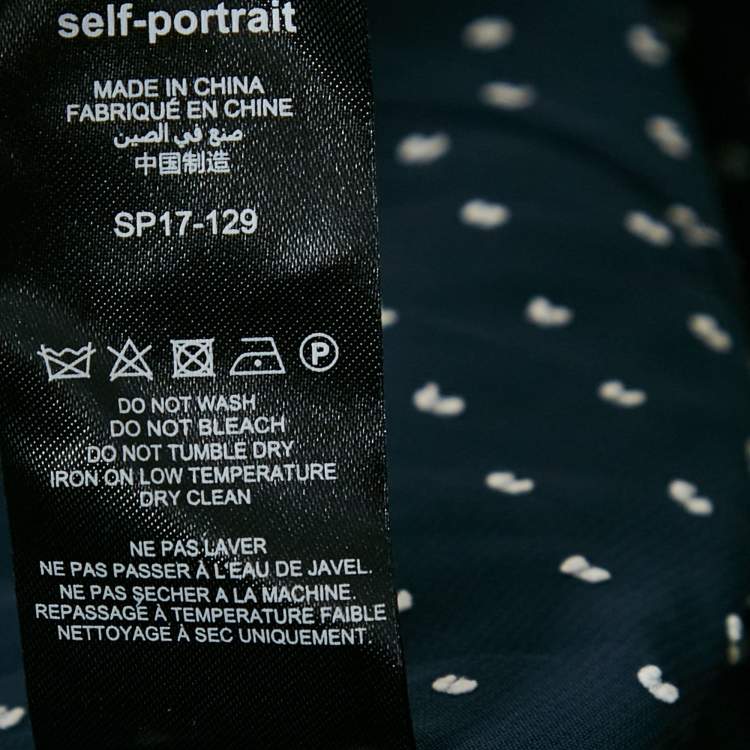 self-portrait
MADE IN CHINA
FABRIQUÉ EN CHINE
صنع في الصين
中国制造
SP17-129
P
DO NOT WASH
DO NOT BLEACH
DO NOT TUMBLE DRY
IRON ON LOW TEMPERATURE
DRY CLEAN
NE PAS LAVER
NE PAS PASSER À L'EAU DE JAVEL.
NE PAS SECHER A LA MACHINE.
REPASSAGE À TEMPERATURE FAIBLE
NETTOYAGE À SEC UNIQUEMENT.